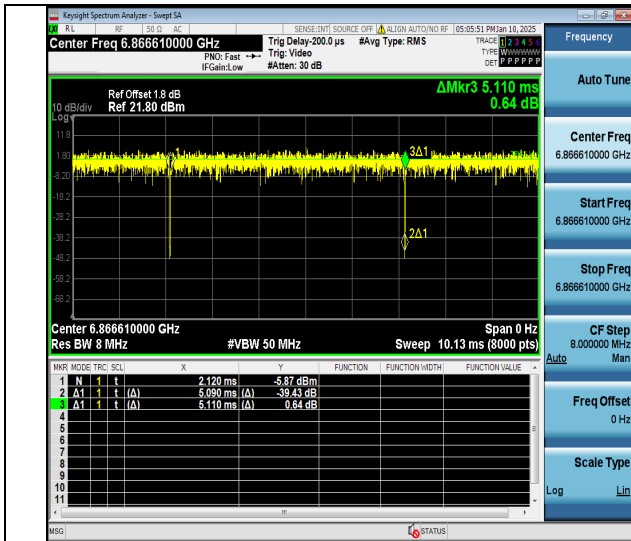 Keysight Spectrum Analyzer - Swept SA
RL RF 50 Ω AC SENSE:INT SOURCE OFF ALIGN AUTO/NO RF 05:05:51 PM Jan 10, 2025
Center Freq 6.866610000 GHz
PNO: Fast
IFGain:Low
Trig Delay-200.0 µs
Trig: Video
#Atten: 30 dB
#Avg Type: RMS
TRACE 1 2 3 4 5 6
TYPE W
DET P P P P P P
Frequency
Auto Tune
Center Freq
6.866610000 GHz
Start Freq
6.866610000 GHz
Stop Freq
6.866610000 GHz
CF Step
8.000000 MHz
Auto Man
Freq Offset
0 Hz
Scale Type
Log Lin
Ref Offset 1.8 dB
10 dB/div Ref 21.80 dBm
Log
ΔMkr3 5.110 ms
0.64 dB
11.8
1.80
-8.20
-18.2
-28.2
-38.2
-48.2
-58.2
-68.2
1
3Δ1
2Δ1
Center 6.866610000 GHz Span 0 Hz
Res BW 8 MHz #VBW 50 MHz Sweep 10.13 ms (8000 pts)
MKR MODE TRC SCL X Y FUNCTION FUNCTION WIDTH FUNCTION VALUE
1 N 1 t 2.120 ms -5.87 dBm
2 Δ1 1 t (Δ) 5.090 ms (Δ) -39.43 dB
3 Δ1 1 t (Δ) 5.110 ms (Δ) 0.64 dB
4
5
6
7
8
9
10
11
MSG STATUS